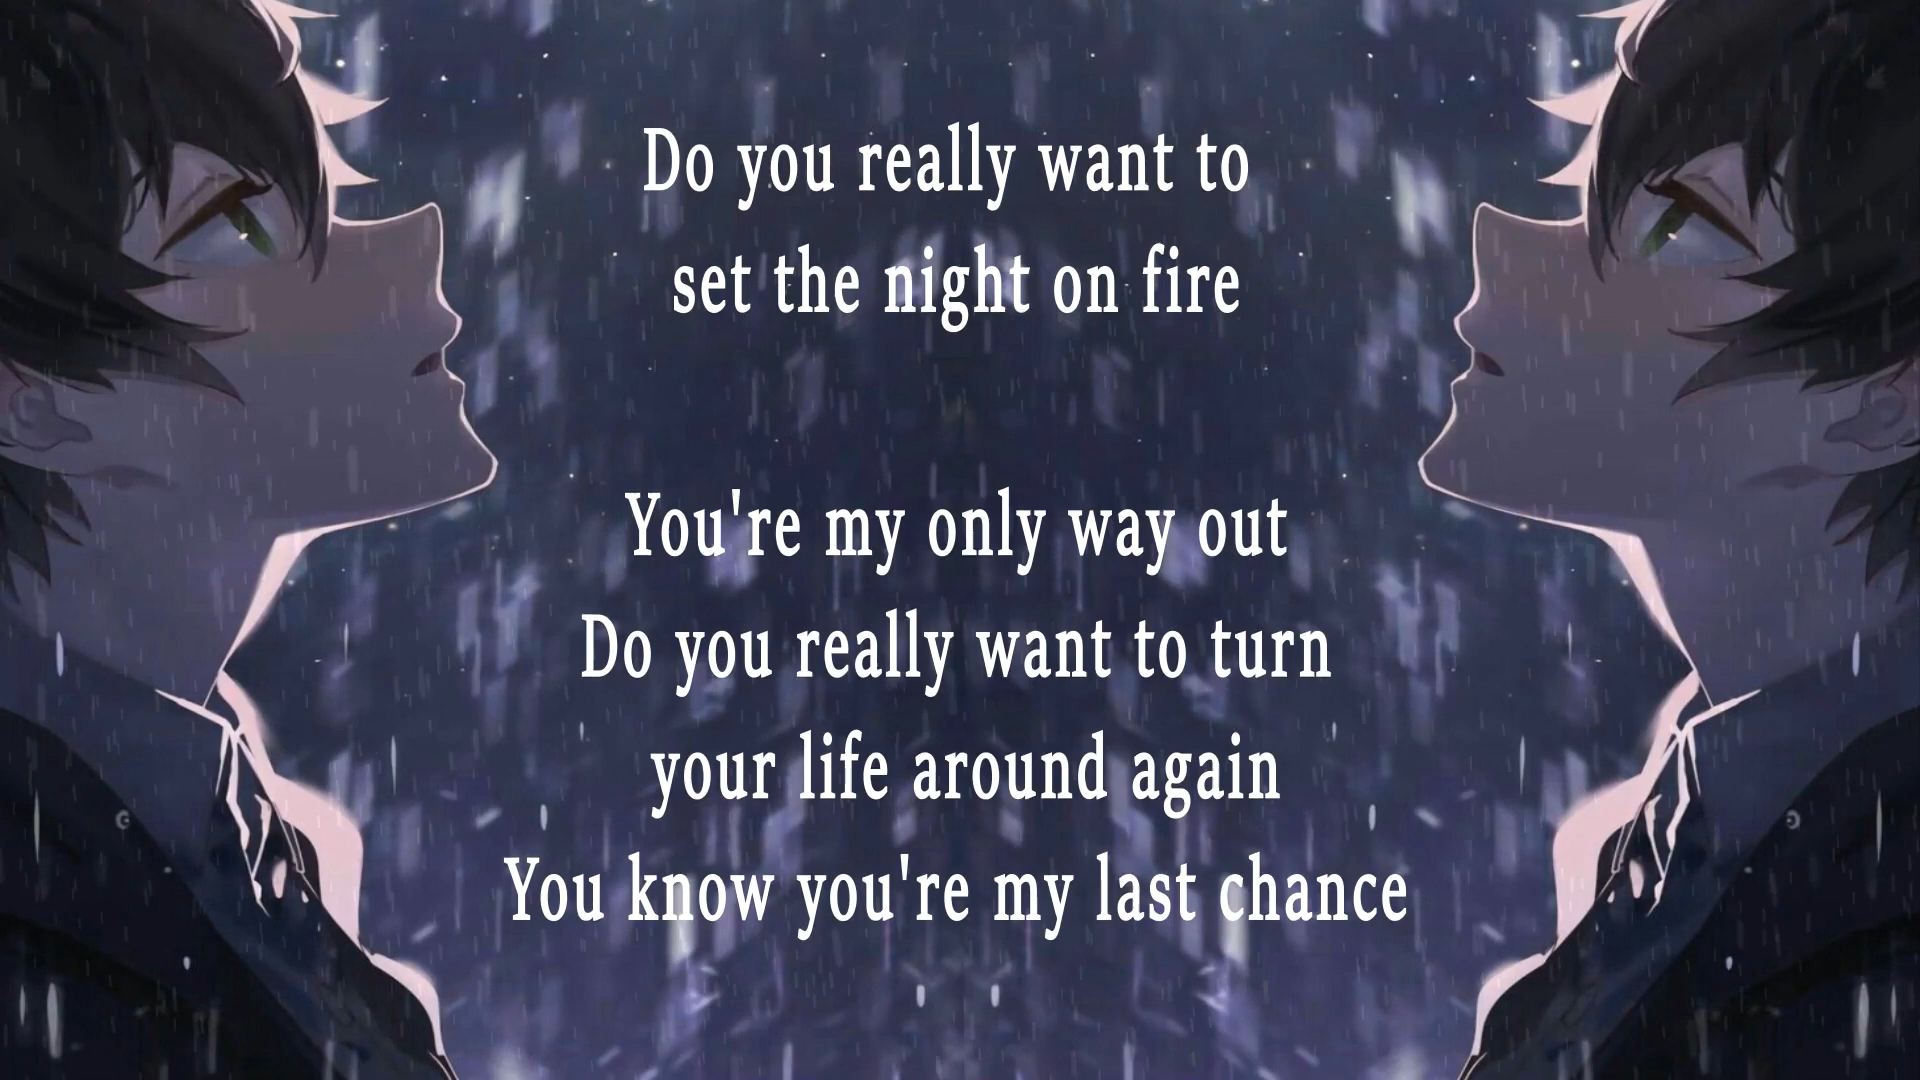 Do you really want to
set the night on fire
You're my only way out
Do you really want to turn
your life around again
You know you're my last chance